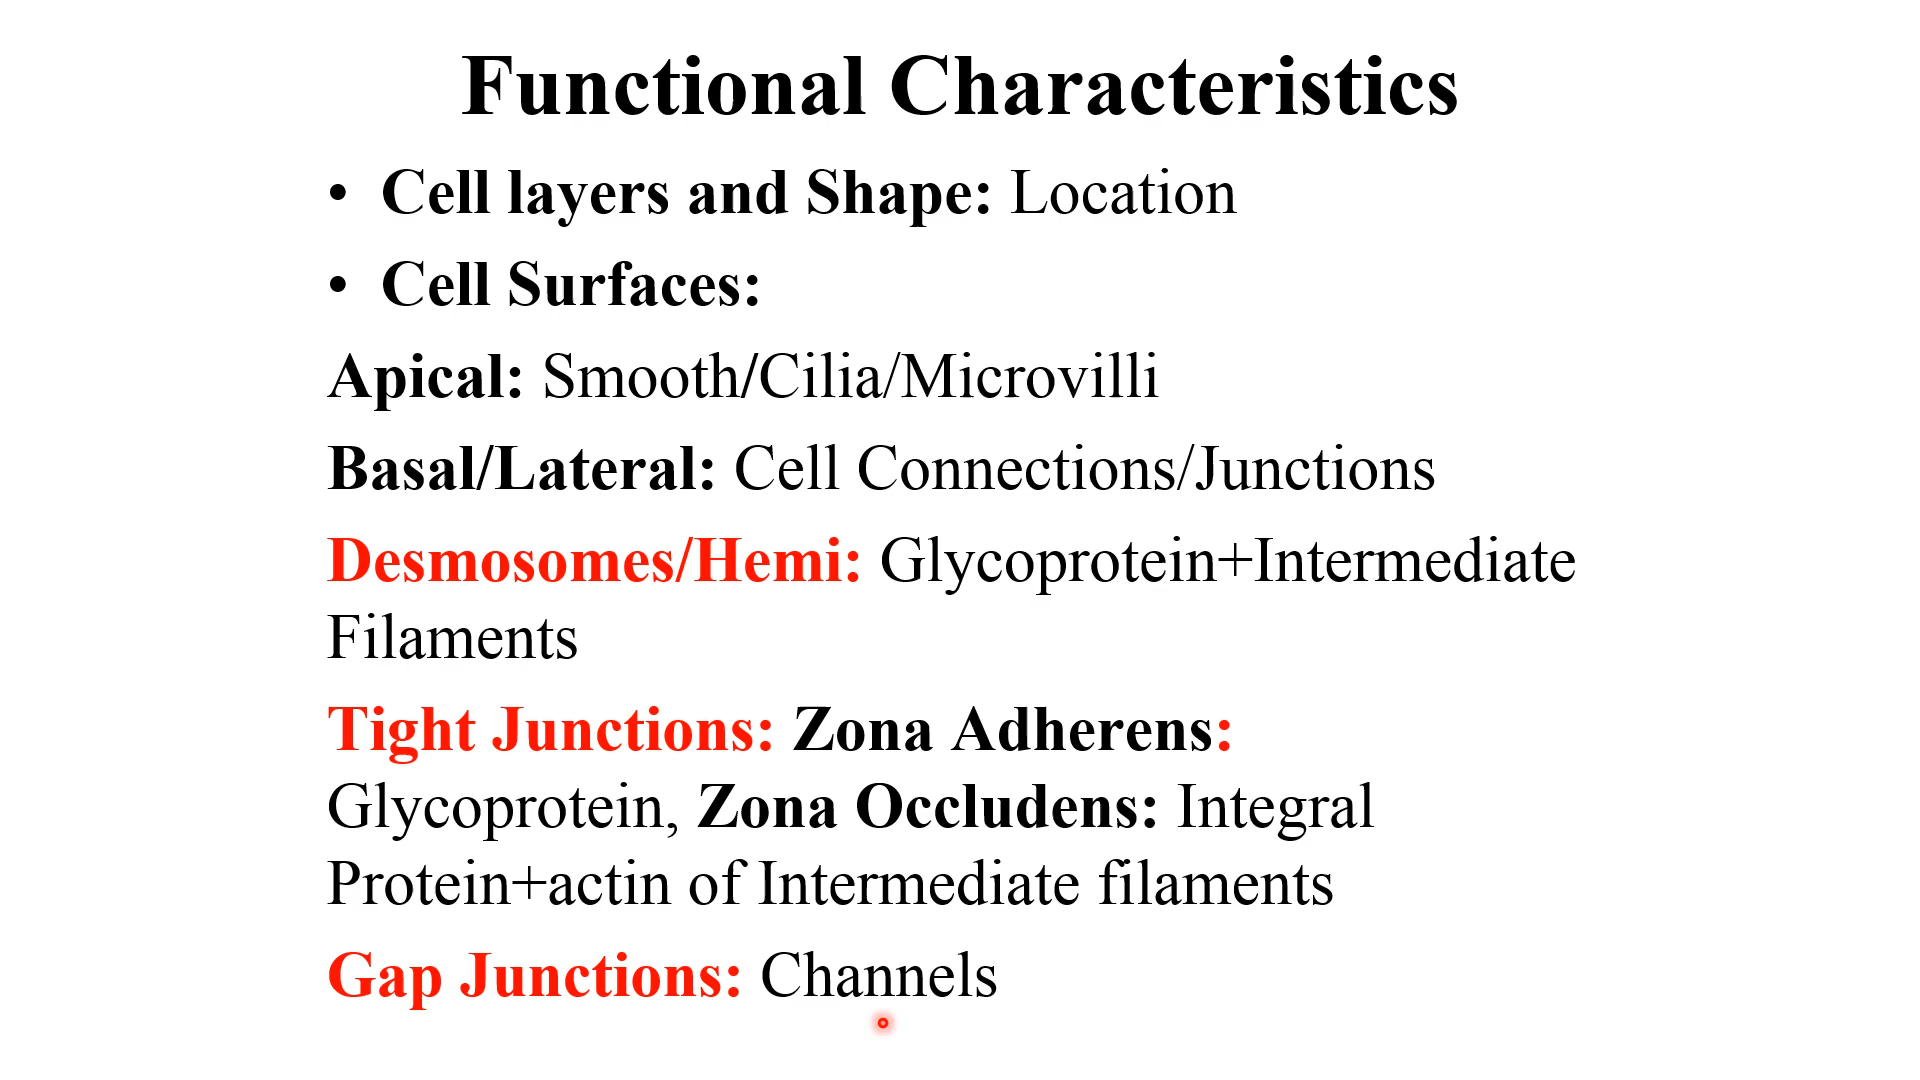 Functional Characteristics
• Cell layers and Shape: Location
• Cell Surfaces:
Apical: Smooth/Cilia/Microvilli
Basal/Lateral: Cell Connections/Junctions
Desmosomes/Hemi: Glycoprotein+Intermediate
Filaments
Tight Junctions: Zona Adherens:
Glycoprotein, Zona Occludens: Integral
Protein+actin of Intermediate filaments
Gap Junctions: Channels